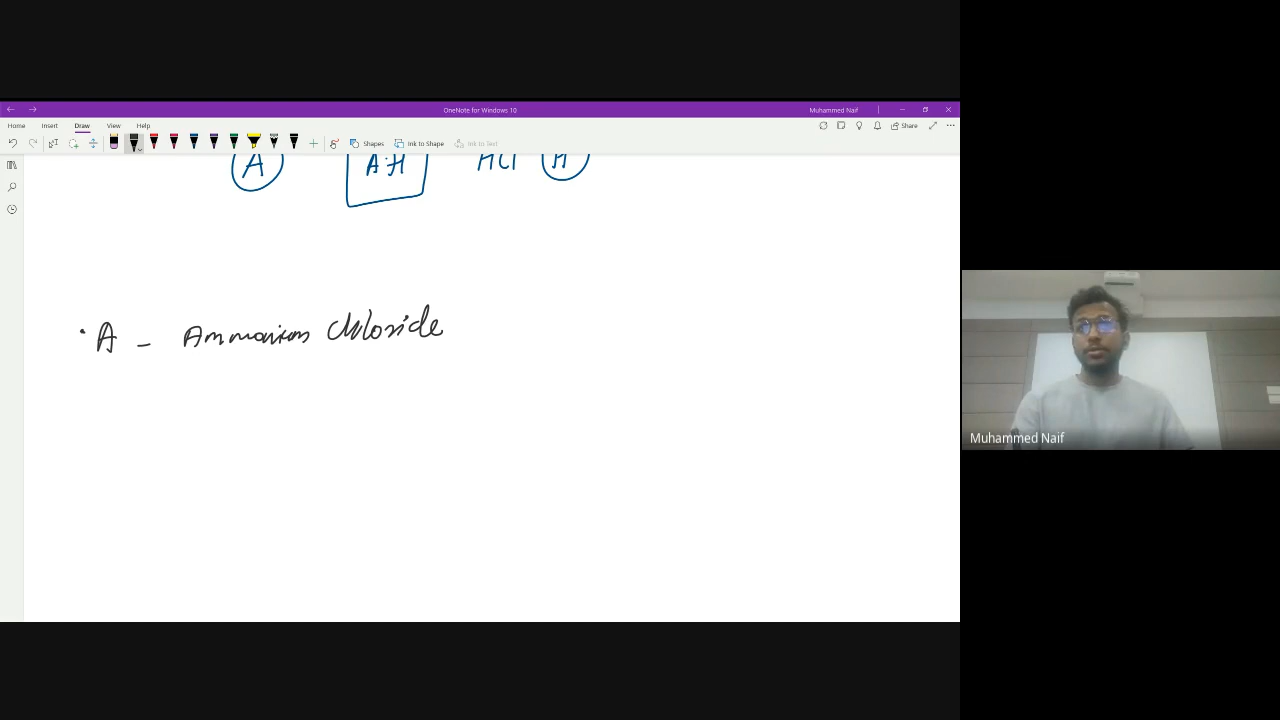 OneNote for Windows 10
Muhammed Naif
Home Insert Draw View Help
Share
Shapes Ink to Shape Ink to Text
A A:H HCl H
· A - Ammonium Chloride
Muhammed Naif